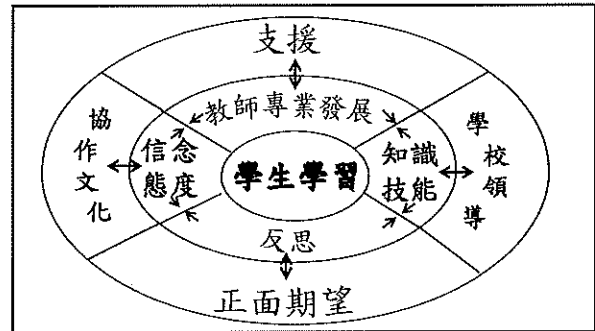 支援
教師專業發展
協作文化
信念
態度
學生學習
知識
技能
學校領導
反思
正面期望